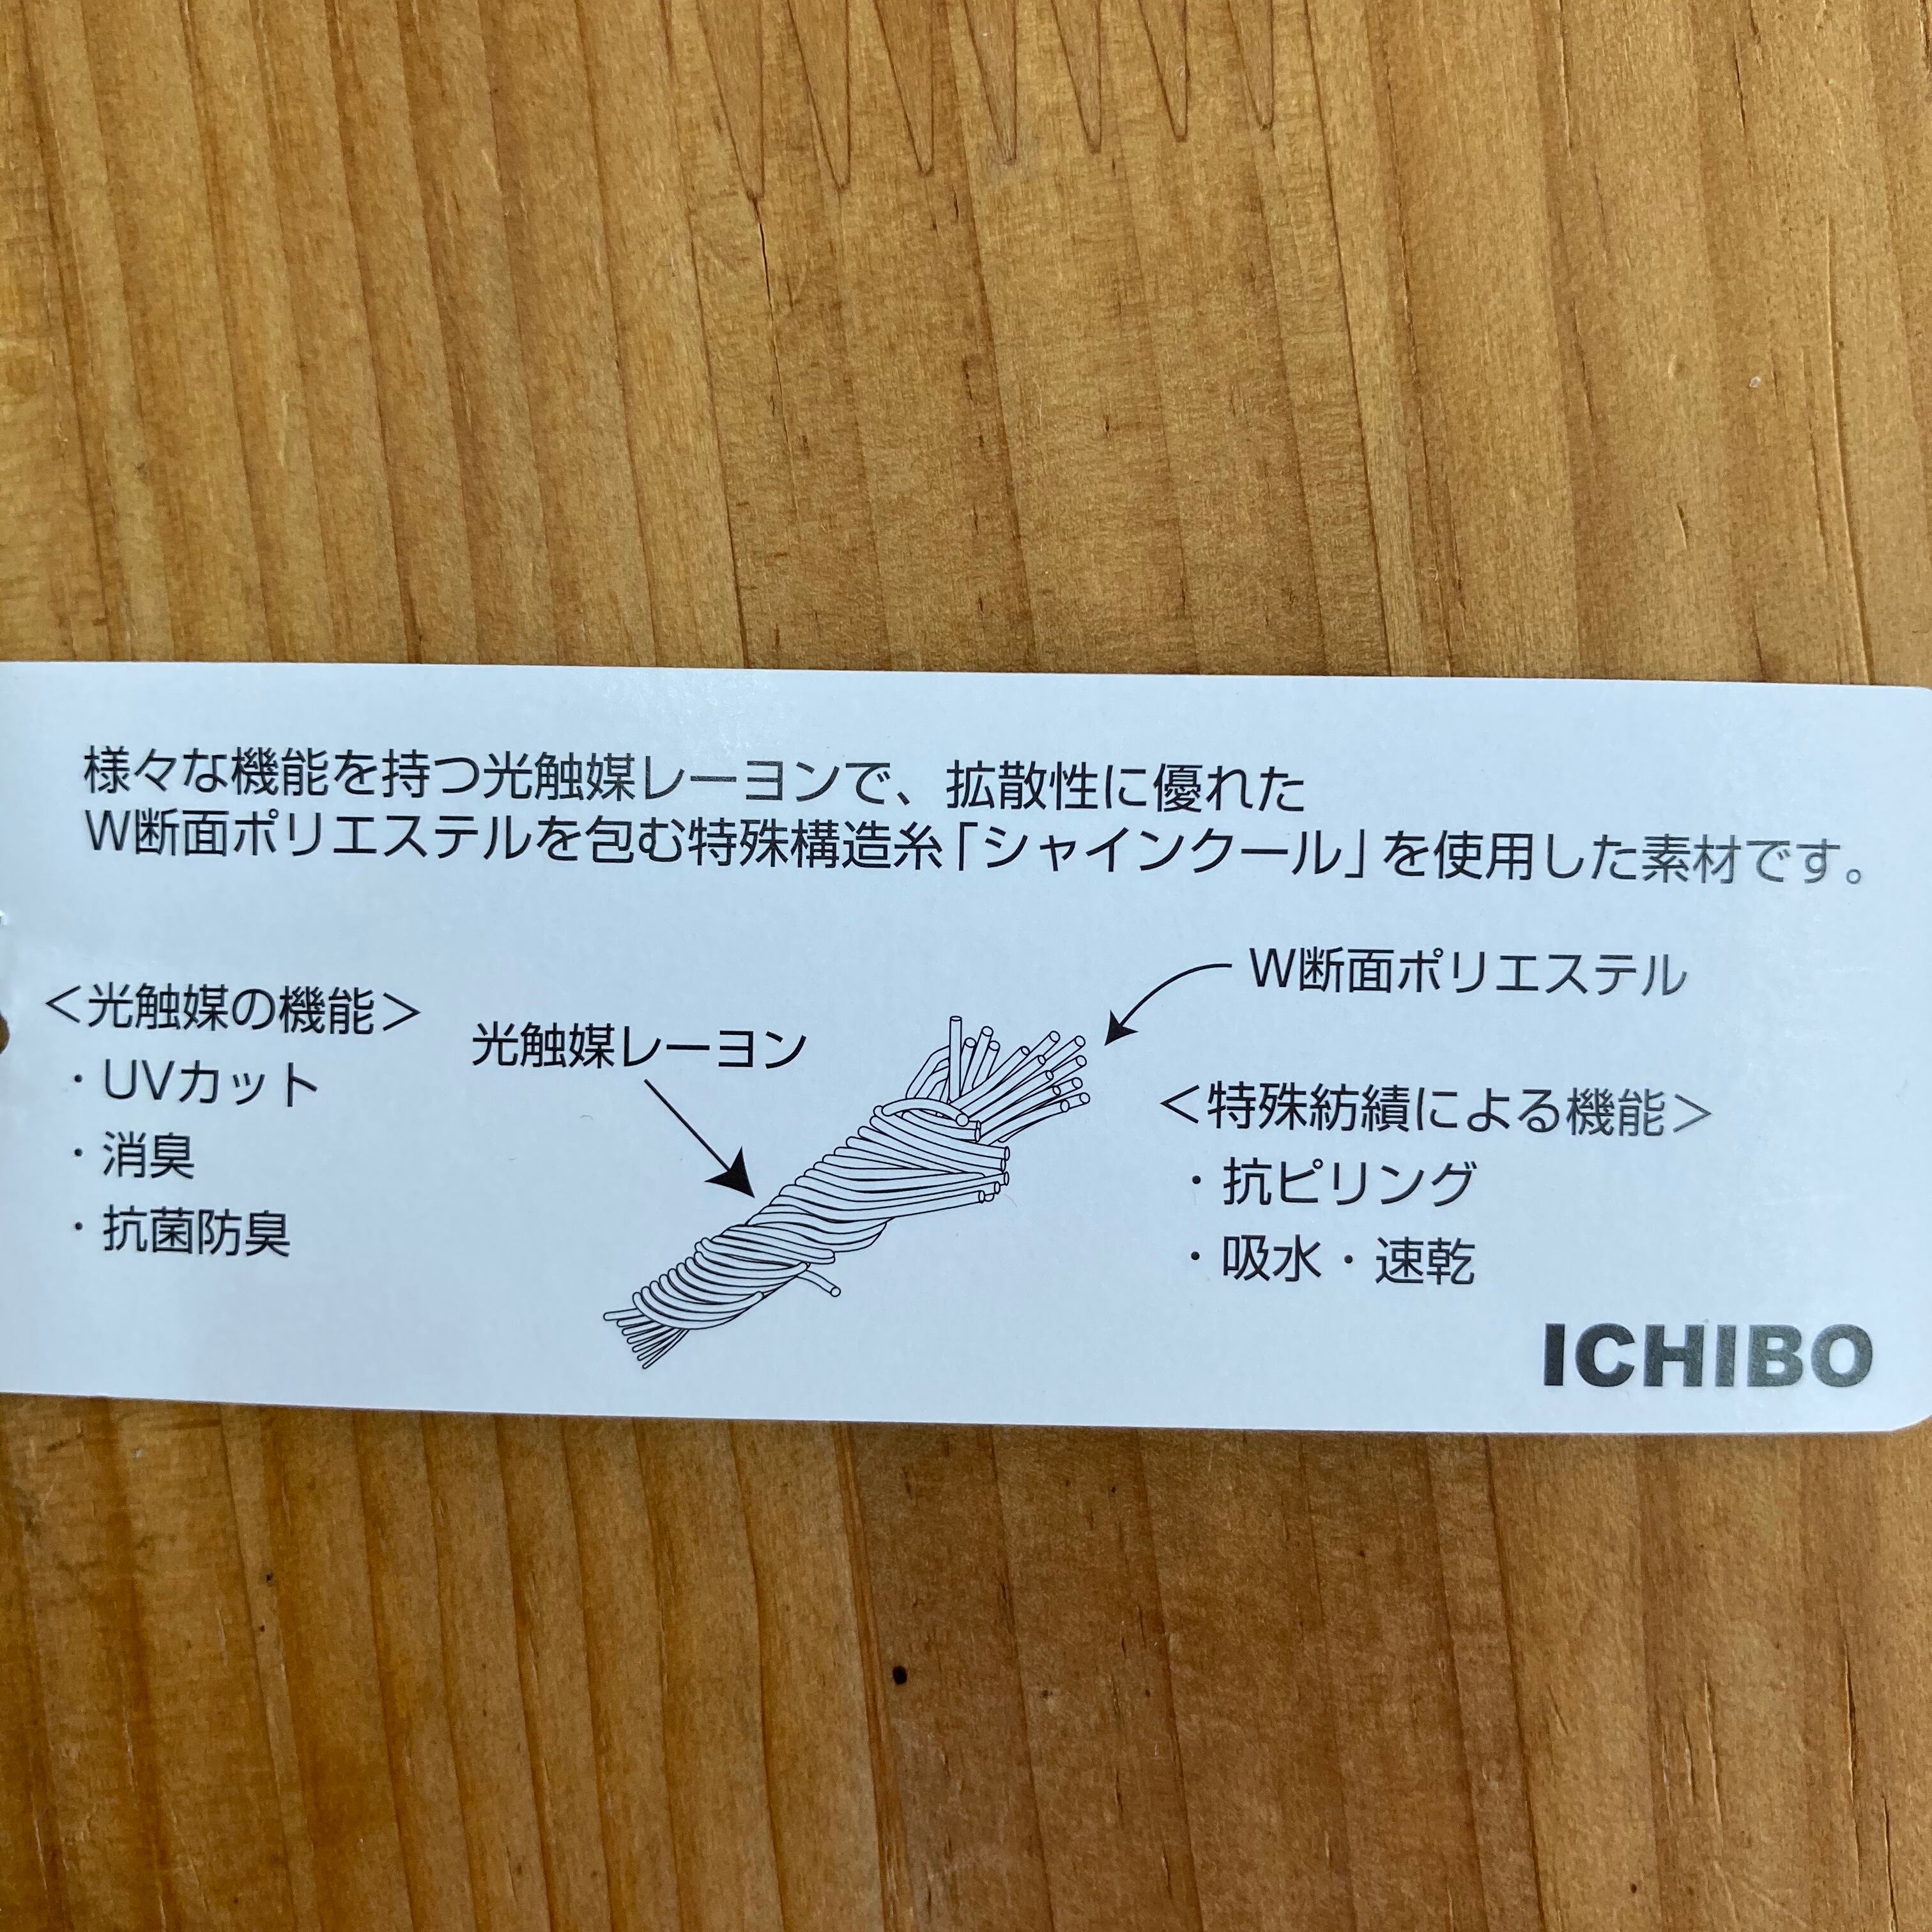 様々な機能を持つ光触媒レーヨンで、拡散性に優れた
W断面ポリエステルを包む特殊構造糸「シャインクール」を使用した素材です。
＜光触媒の機能＞
・UVカット
・消臭
・抗菌防臭
光触媒レーヨン
W断面ポリエステル
＜特殊紡績による機能＞
・抗ピリング
・吸水・速乾
ICHIBO